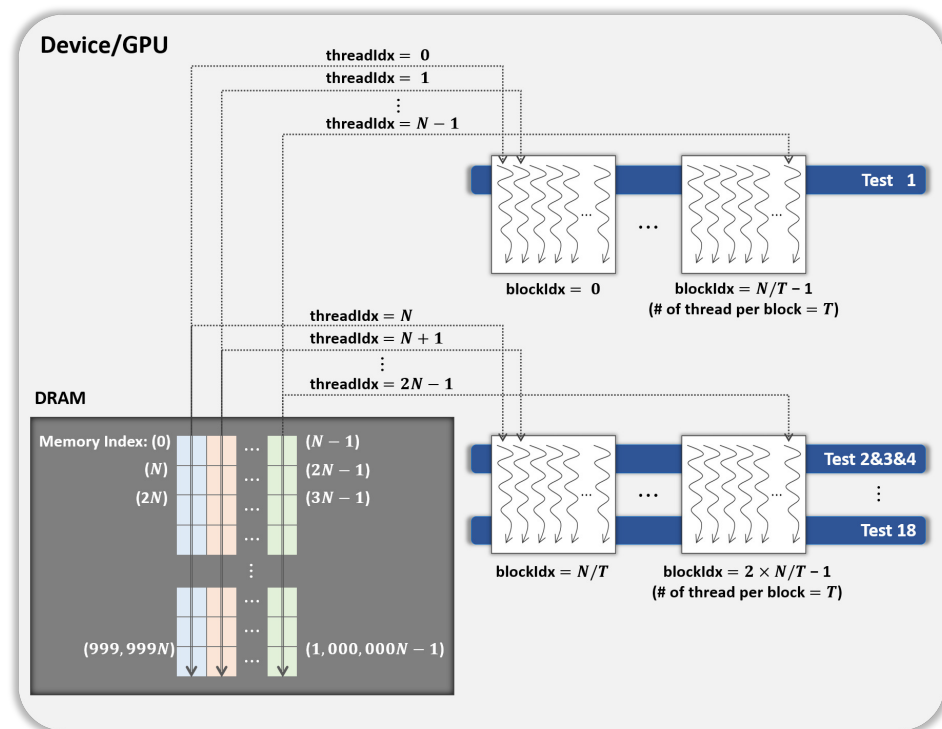 Device/GPU
threadIdx = 0
threadIdx = 1
⋮
threadIdx = N − 1
Test 1
...
...
...
blockIdx = 0
blockIdx = N/T − 1
(# of thread per block = T)
threadIdx = N
threadIdx = N + 1
⋮
threadIdx = 2N − 1
DRAM
Memory Index: (0)
...
(N − 1)
(N)
...
(2N − 1)
(2N)
...
(3N − 1)
...
⋮
...
...
(999,999N)
...
(1,000,000N − 1)
Test 2&3&4
⋮
...
...
...
Test 18
blockIdx = N/T
blockIdx = 2 × N/T − 1
(# of thread per block = T)